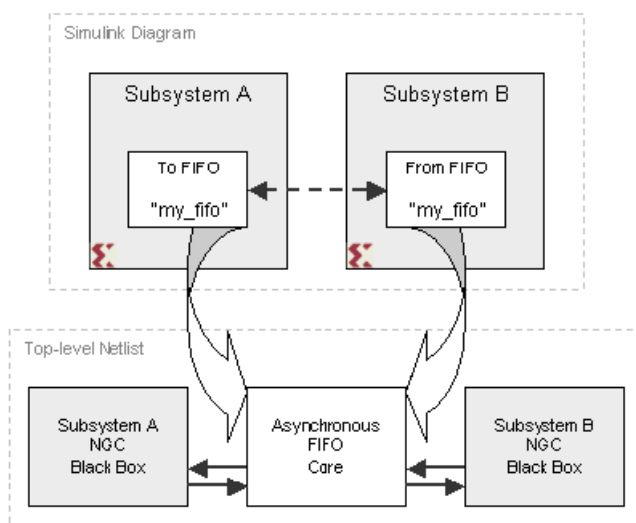 Simulink Diagram
Subsystem A
Subsystem B
To FIFO
"my_fifo"
From FIFO
"my_fifo"
Top-level Netlist
Subsystem A
NGC
Black Box
Asynchronous
FIFO
Core
Subsystem B
NGC
Black Box